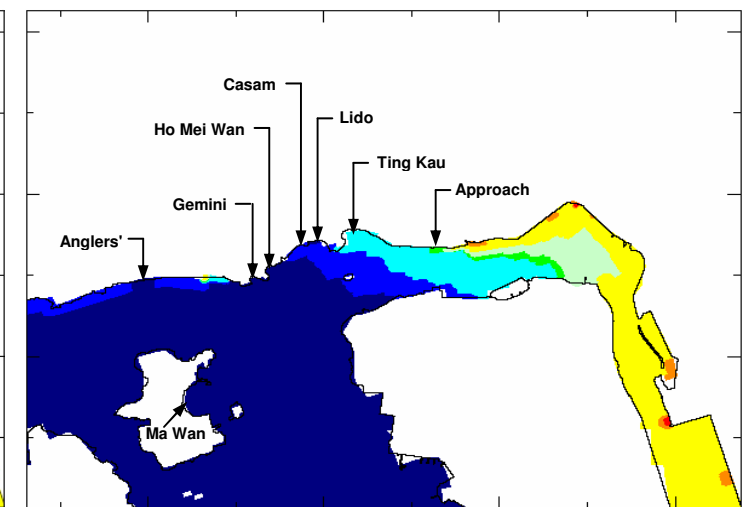 Casam
Lido
Ho Mei Wan
Ting Kau
Approach
Gemini
Anglers'
Ma Wan